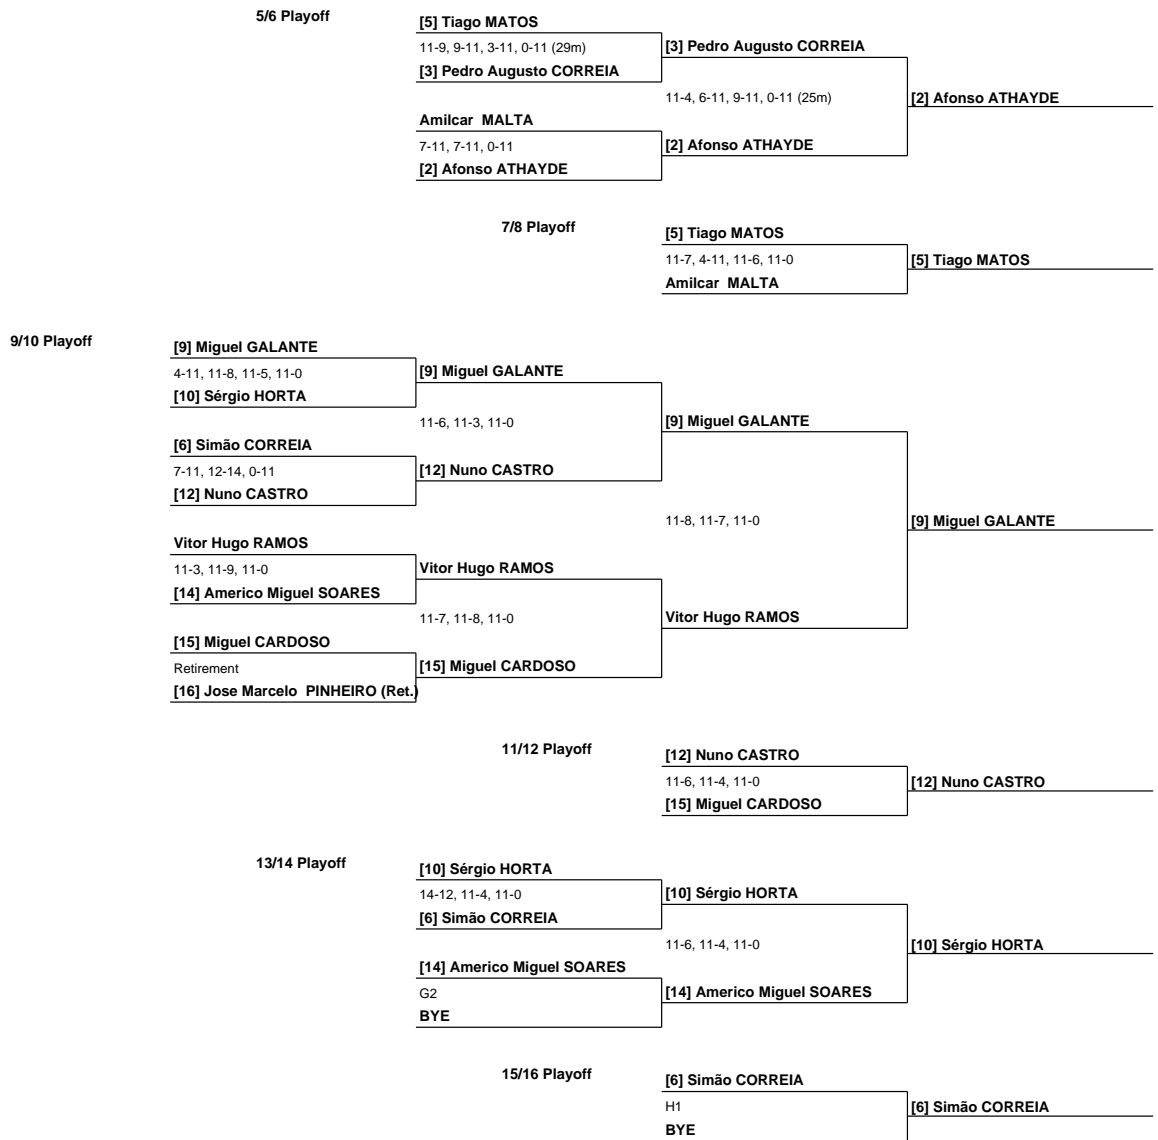 5/6 Playoff
[5] Tiago MATOS
11-9, 9-11, 3-11, 0-11 (29m)
[3] Pedro Augusto CORREIA
[3] Pedro Augusto CORREIA
11-4, 6-11, 9-11, 0-11 (25m)
[2] Afonso ATHAYDE
Amilcar  MALTA
7-11, 7-11, 0-11
[2] Afonso ATHAYDE
[2] Afonso ATHAYDE
7/8 Playoff
[5] Tiago MATOS
11-7, 4-11, 11-6, 11-0
[5] Tiago MATOS
Amilcar  MALTA
9/10 Playoff
[9] Miguel GALANTE
4-11, 11-8, 11-5, 11-0
[9] Miguel GALANTE
[10] Sérgio HORTA
11-6, 11-3, 11-0
[9] Miguel GALANTE
[6] Simão CORREIA
7-11, 12-14, 0-11
[12] Nuno CASTRO
[12] Nuno CASTRO
11-8, 11-7, 11-0
[9] Miguel GALANTE
Vitor Hugo RAMOS
11-3, 11-9, 11-0
Vitor Hugo RAMOS
[14] Americo Miguel SOARES
11-7, 11-8, 11-0
Vitor Hugo RAMOS
[15] Miguel CARDOSO
Retirement
[15] Miguel CARDOSO
[16] Jose Marcelo  PINHEIRO (Ret.)
11/12 Playoff
[12] Nuno CASTRO
11-6, 11-4, 11-0
[12] Nuno CASTRO
[15] Miguel CARDOSO
13/14 Playoff
[10] Sérgio HORTA
14-12, 11-4, 11-0
[10] Sérgio HORTA
[6] Simão CORREIA
11-6, 11-4, 11-0
[10] Sérgio HORTA
[14] Americo Miguel SOARES
G2
[14] Americo Miguel SOARES
BYE
15/16 Playoff
[6] Simão CORREIA
H1
[6] Simão CORREIA
BYE